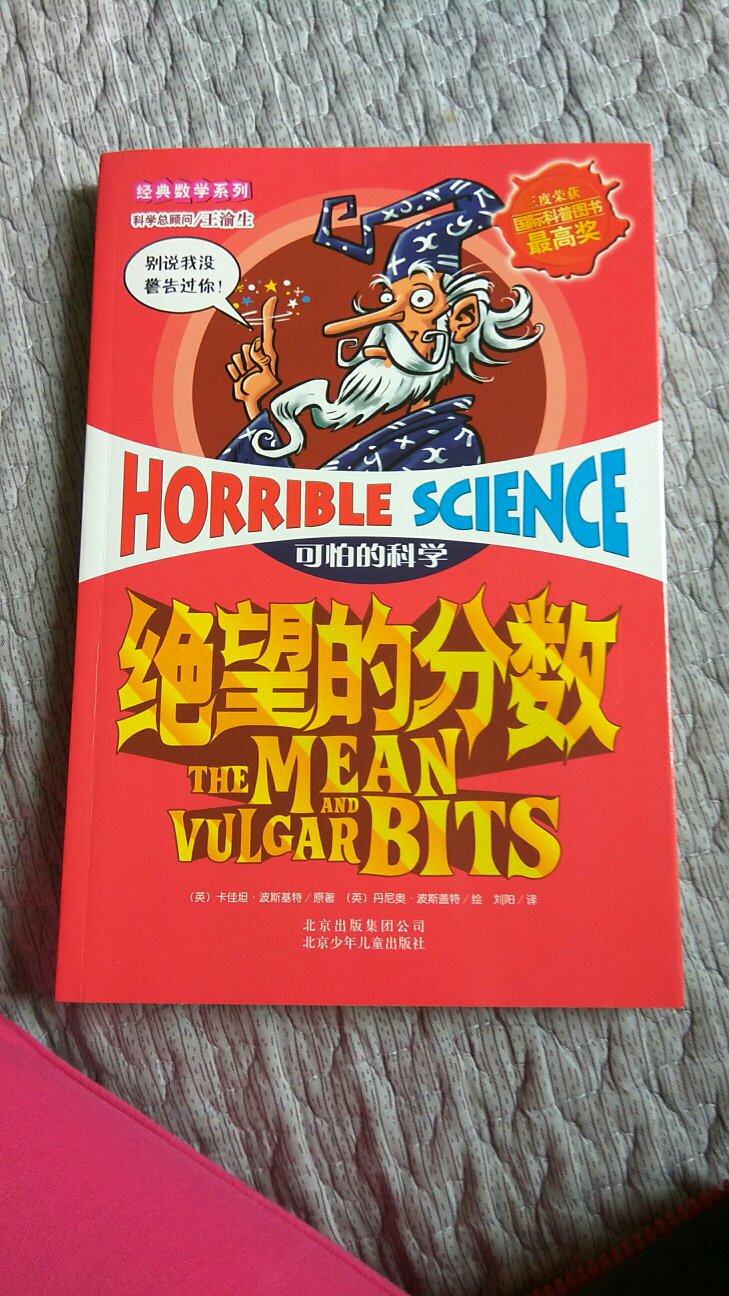 经典数学系列
科学总顾问/王渝生
三度荣获
国际科普图书
最高奖
别说我没
警告过你!
HORRIBLE SCIENCE
可怕的科学
绝望的分数
THE MEAN
AND
VULGAR BITS
(英)卡佳坦·波斯基特/原著 (英)丹尼奥·波斯盖特/绘 刘阳/译
北京出版集团公司
北京少年儿童出版社